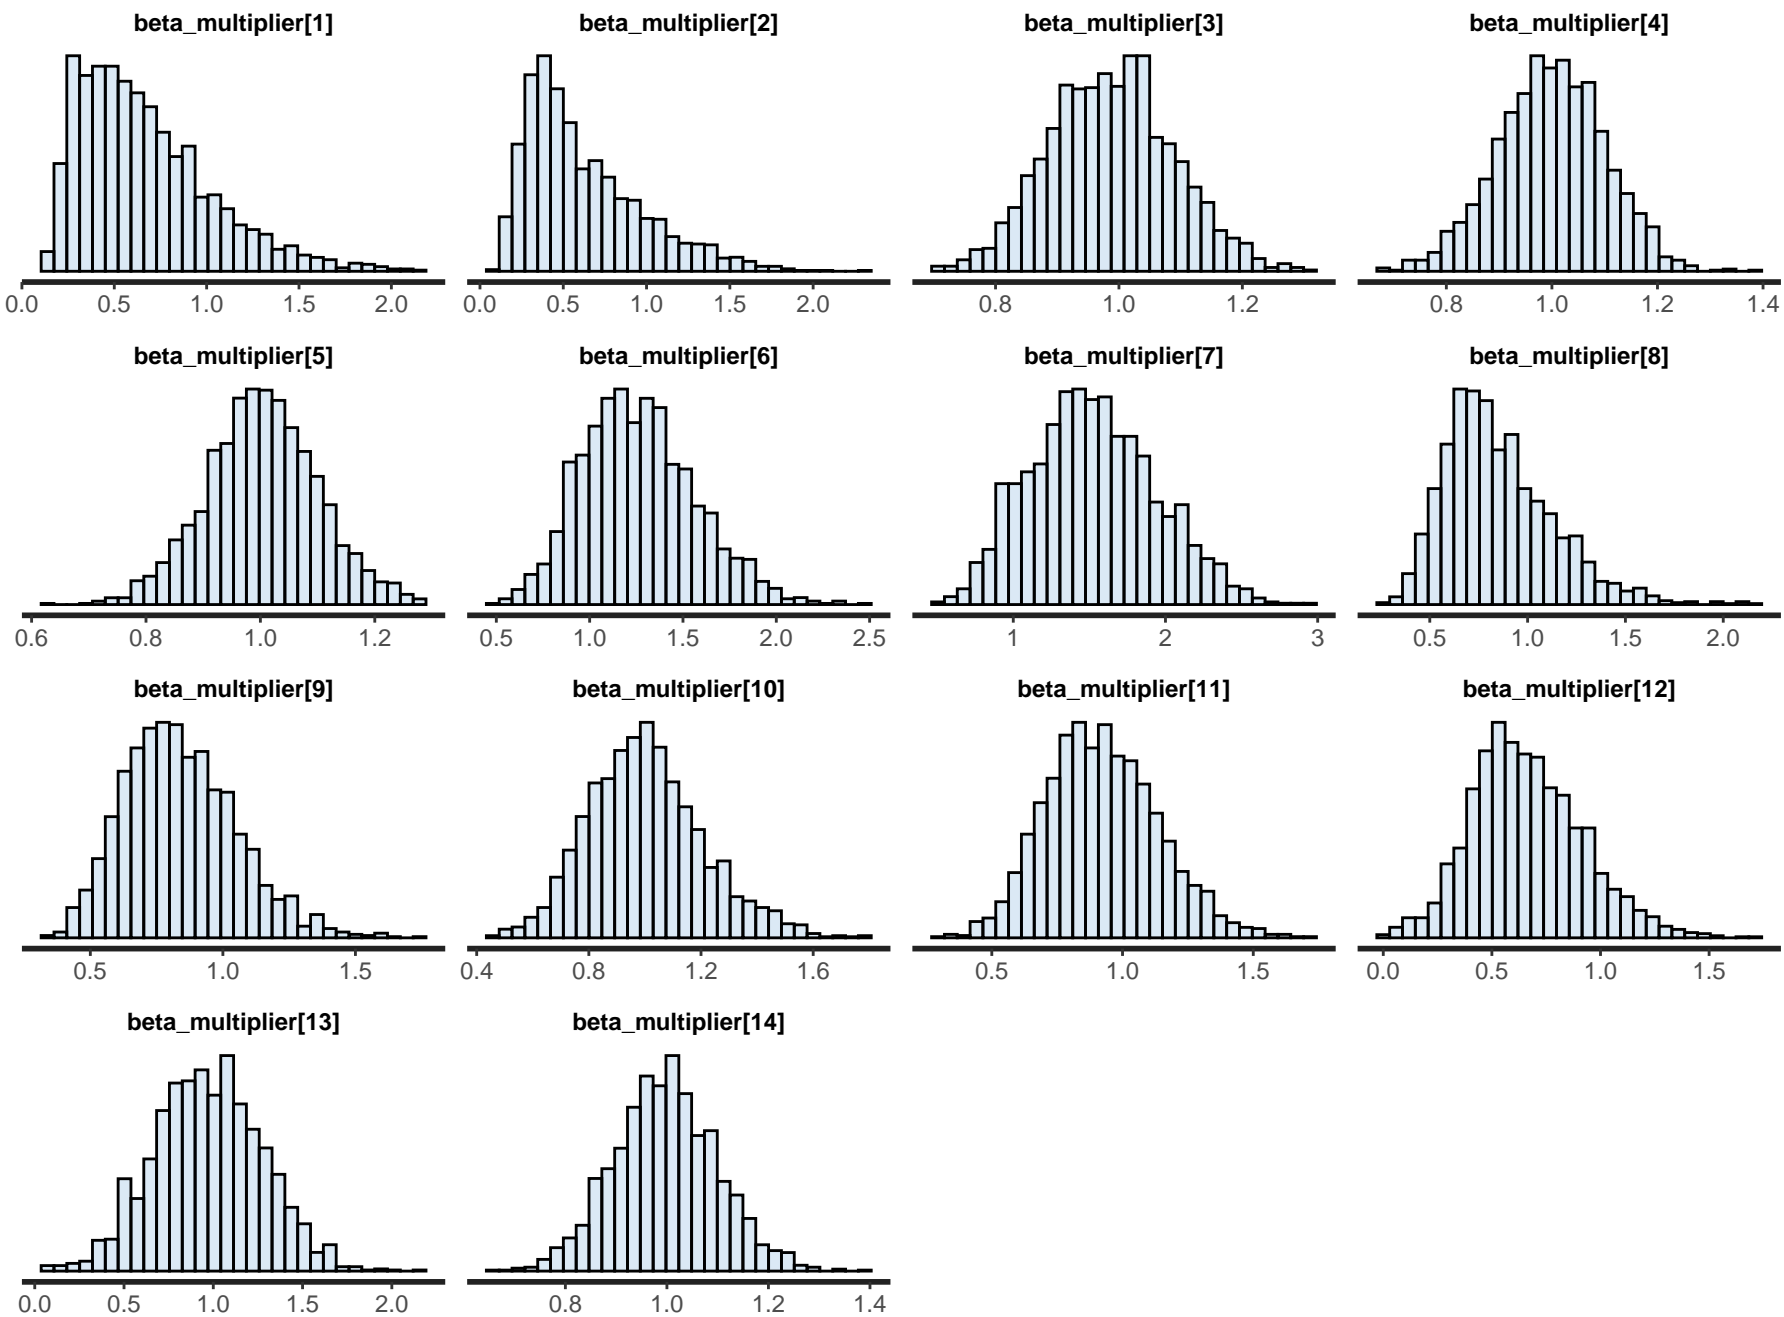 beta_multiplier[1] beta_multiplier[2] beta_multiplier[3] beta_multiplier[4]
0.0 0.5 1.0 1.5 2.0 0.0 0.5 1.0 1.5 2.0 0.8 1.0 1.2 0.8 1.0 1.2 1.4
beta_multiplier[5] beta_multiplier[6] beta_multiplier[7] beta_multiplier[8]
0.6 0.8 1.0 1.2 0.5 1.0 1.5 2.0 2.5 1 2 3 0.5 1.0 1.5 2.0
beta_multiplier[9] beta_multiplier[10] beta_multiplier[11] beta_multiplier[12]
0.5 1.0 1.5 0.4 0.8 1.2 1.6 0.5 1.0 1.5 0.0 0.5 1.0 1.5
beta_multiplier[13] beta_multiplier[14]
0.0 0.5 1.0 1.5 2.0 0.8 1.0 1.2 1.4